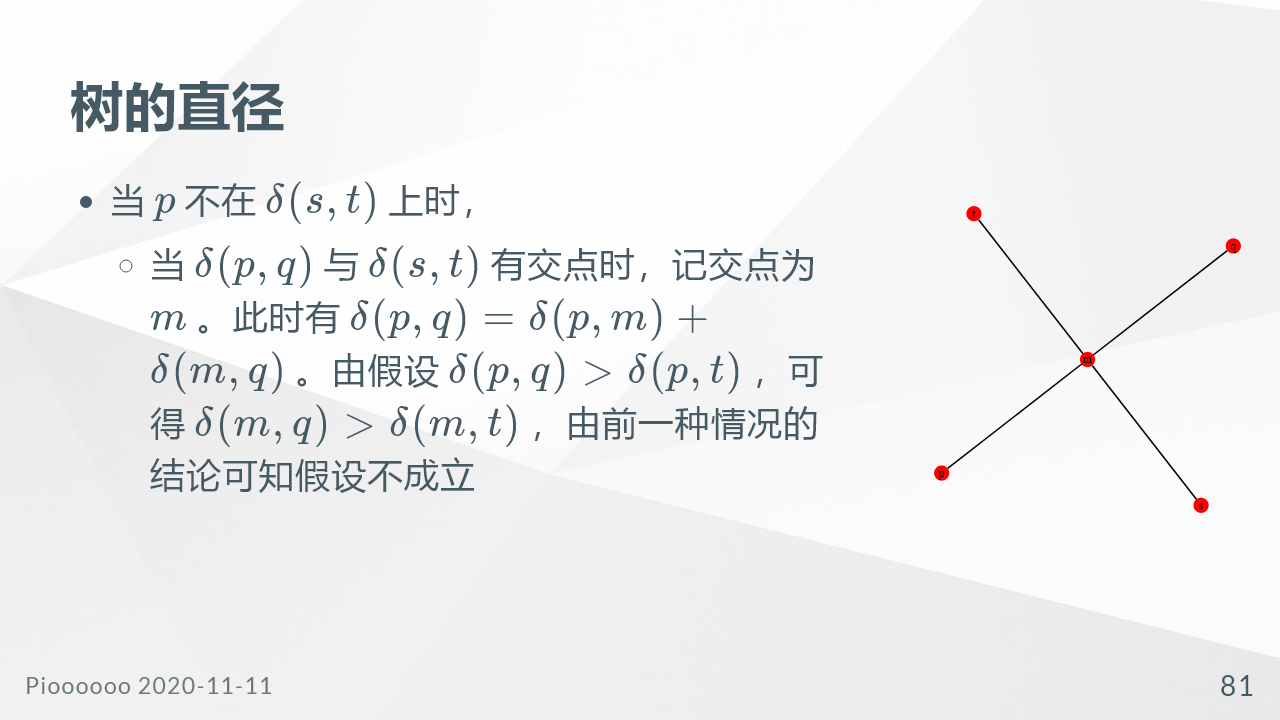 树的直径
• 当 p 不在 δ(s, t) 上时，
◦ 当 δ(p, q) 与 δ(s, t) 有交点时，记交点为
m 。此时有 δ(p, q) = δ(p, m) +
δ(m, q) 。由假设 δ(p, q) > δ(p, t) ，可
得 δ(m, q) > δ(m, t) ，由前一种情况的
结论可知假设不成立
t
q
m
p
s
Pioooooo 2020-11-11
81